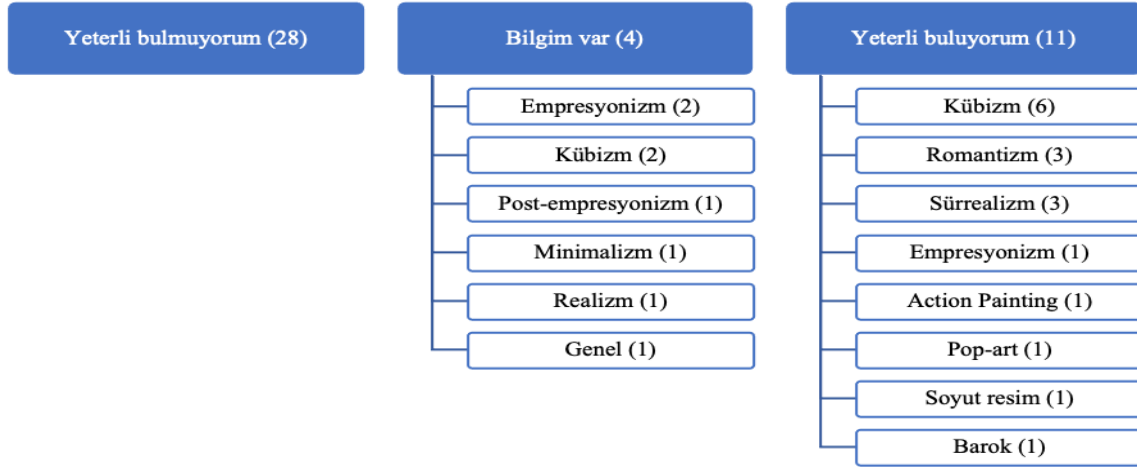 Yeterli bulmuyorum (28)
Bilgim var (4)
Empresyonizm (2)
Kübizm (2)
Post-empresyonizm (1)
Minimalizm (1)
Realizm (1)
Genel (1)
Yeterli buluyorum (11)
Kübizm (6)
Romantizm (3)
Sürrealizm (3)
Empresyonizm (1)
Action Painting (1)
Pop-art (1)
Soyut resim (1)
Barok (1)